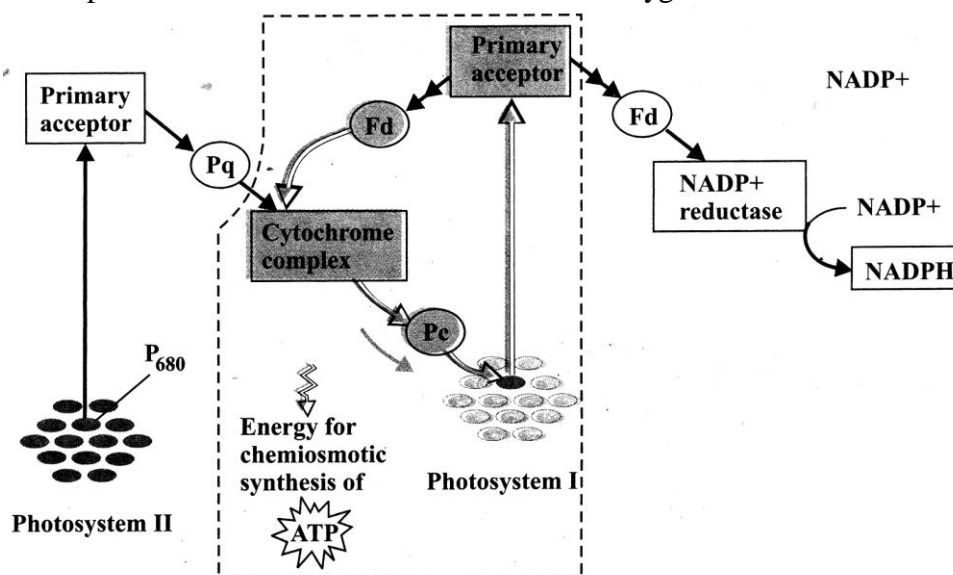 Primary
acceptor
Pq
P680
Photosystem II
Primary
acceptor
Fd
Cytochrome
complex
Pc
Energy for
chemiosmotic
synthesis of
ATP
Photosystem I
Fd
NADP+
NADP+
reductase
NADP+
NADPH